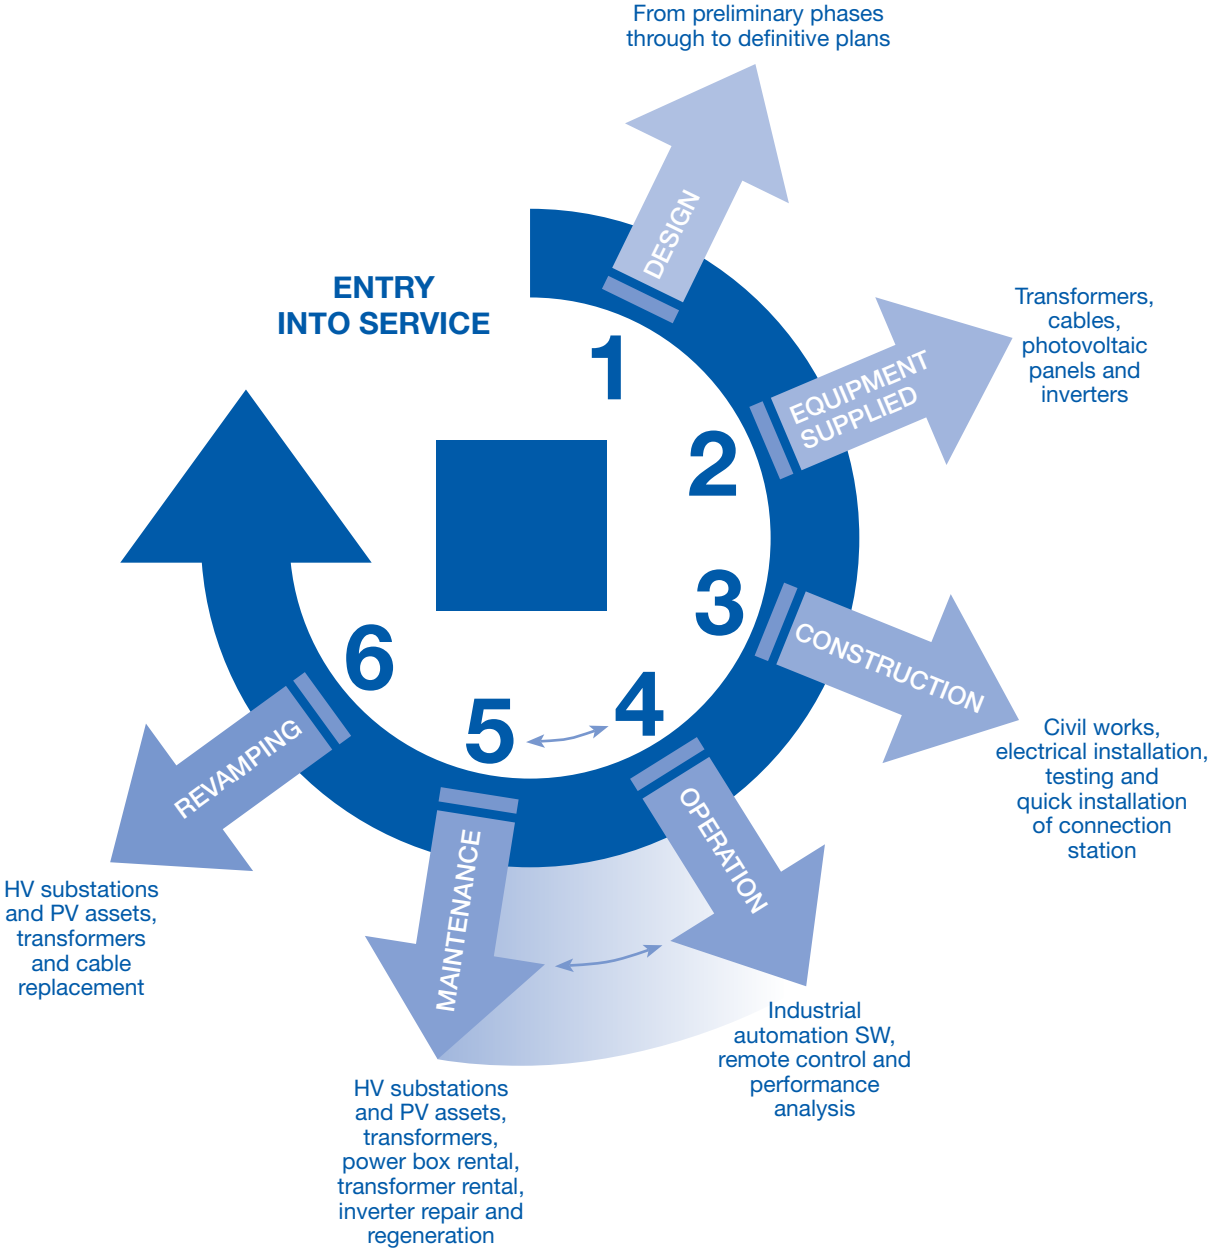 From preliminary phases
through to definitive plans
DESIGN
ENTRY
INTO SERVICE
1
Transformers,
cables,
photovoltaic
panels and
inverters
EQUIPMENT
SUPPLIED
2
3
CONSTRUCTION
Civil works,
electrical installation,
testing and
quick installation
of connection
station
4
OPERATION
Industrial
automation SW,
remote control and
performance
analysis
5
MAINTENANCE
HV substations
and PV assets,
transformers,
power box rental,
transformer rental,
inverter repair and
regeneration
6
REVAMPING
HV substations
and PV assets,
transformers
and cable
replacement